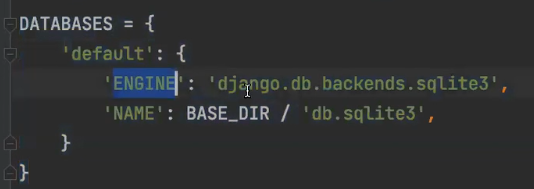 DATABASES = {
'default': {
'ENGINE': 'django.db.backends.sqlite3',
'NAME': BASE_DIR / 'db.sqlite3',
}
}